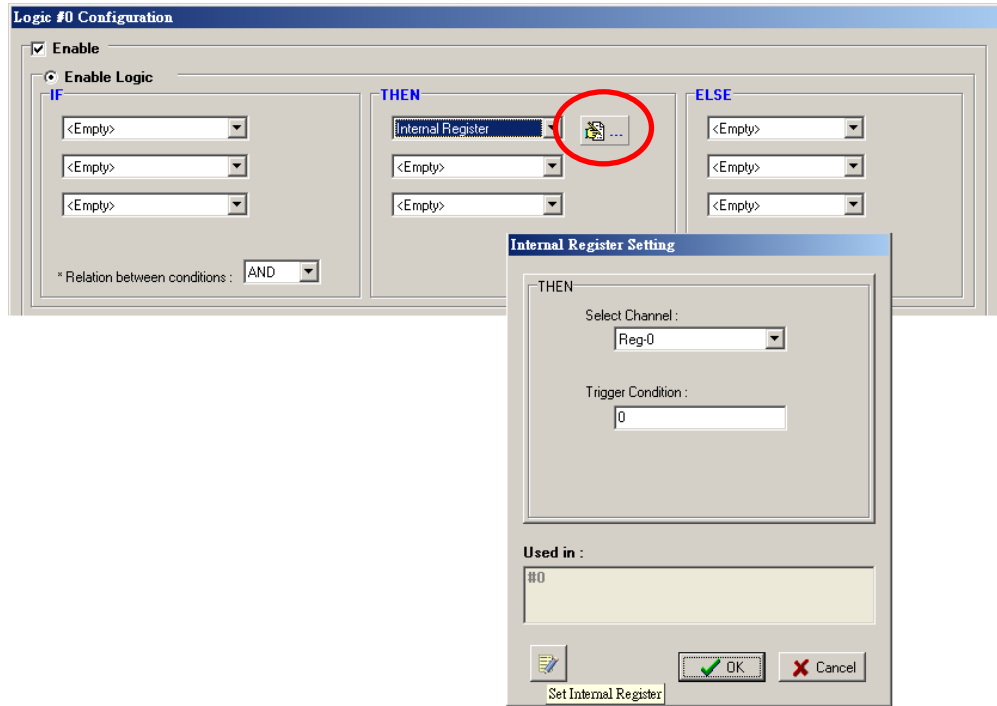 Logic #0 Configuration
Enable
Enable Logic
IF
<Empty>
<Empty>
<Empty>
* Relation between conditions : AND
THEN
Internal Register
...
<Empty>
<Empty>
ELSE
<Empty>
<Empty>
<Empty>
Internal Register Setting
THEN
Select Channel :
Reg-0
Trigger Condition :
0
Used in :
#0
OK
Cancel
Set Internal Register